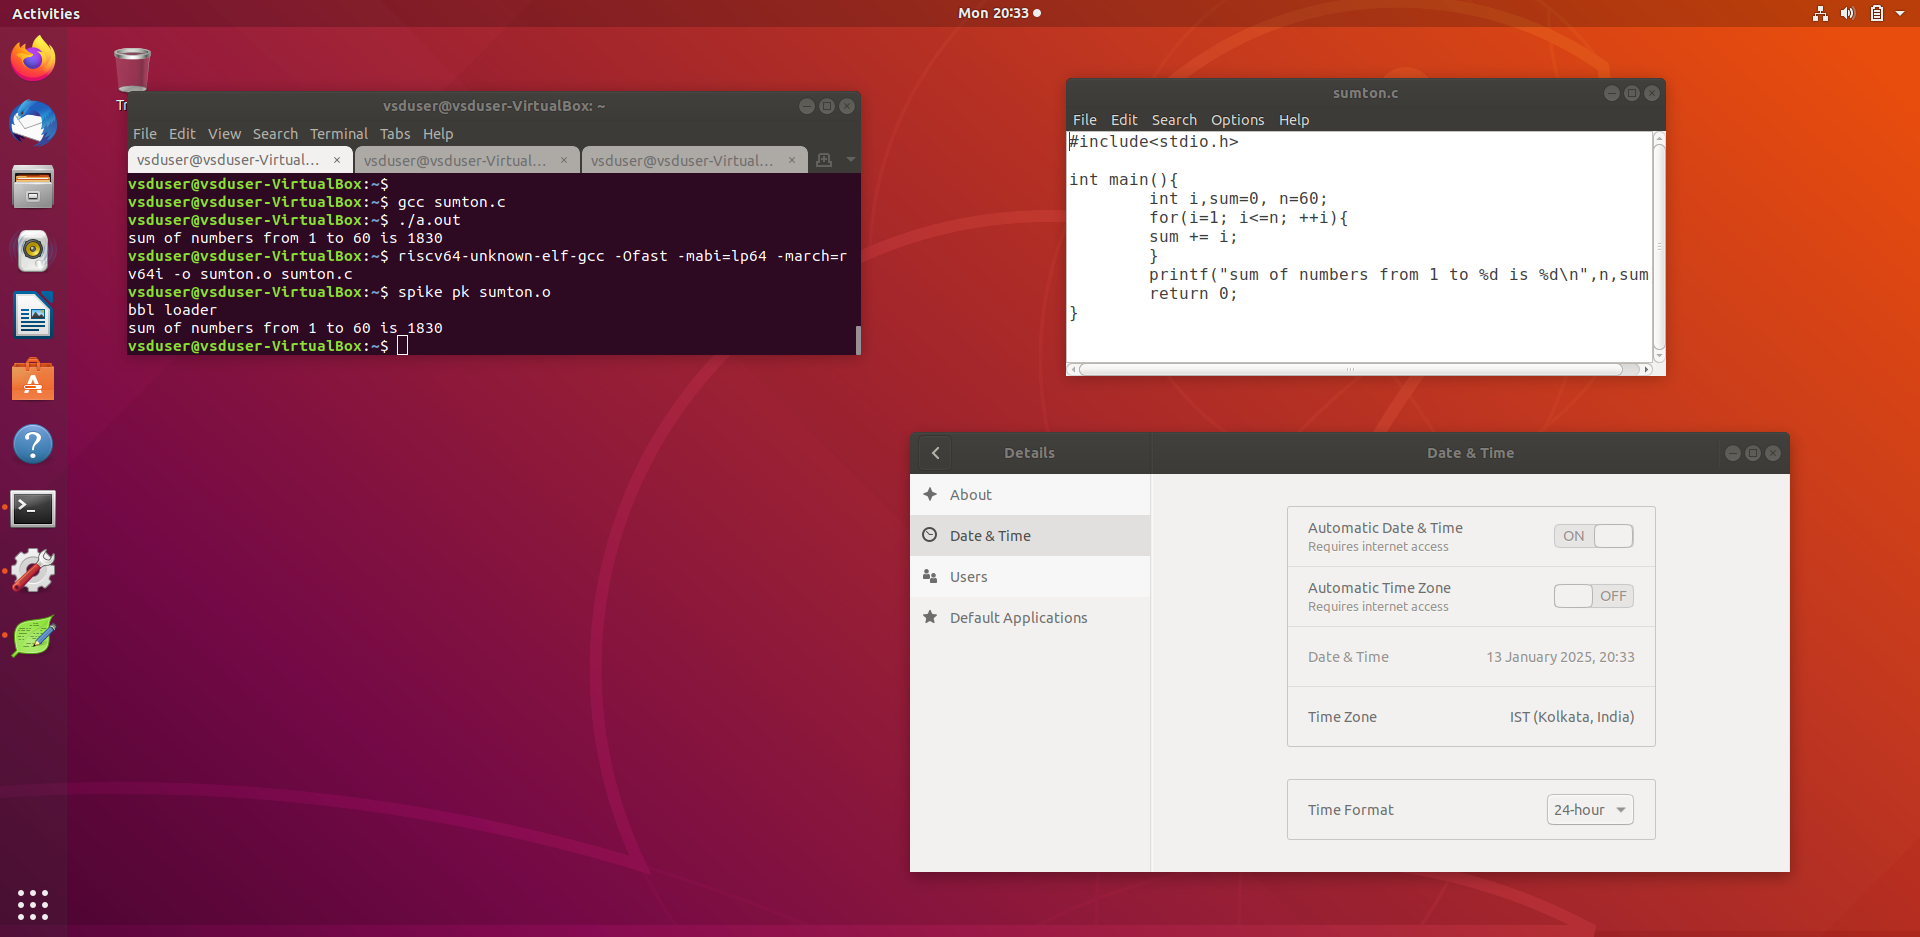 Activities
Mon 20:33
vsduser@vsduser-VirtualBox: ~
File Edit View Search Terminal Tabs Help
vsduser@vsduser-Virtual... × vsduser@vsduser-Virtual... × vsduser@vsduser-Virtual... ×
vsduser@vsduser-VirtualBox:~$
vsduser@vsduser-VirtualBox:~$ gcc sumton.c
vsduser@vsduser-VirtualBox:~$ ./a.out
sum of numbers from 1 to 60 is 1830
vsduser@vsduser-VirtualBox:~$ riscv64-unknown-elf-gcc -Ofast -mabi=lp64 -march=r
v64i -o sumton.o sumton.c
vsduser@vsduser-VirtualBox:~$ spike pk sumton.o
bbl loader
sum of numbers from 1 to 60 is 1830
vsduser@vsduser-VirtualBox:~$
sumton.c
File Edit Search Options Help
#include<stdio.h>
int main(){
int i,sum=0, n=60;
for(i=1; i<=n; ++i){
sum += i;
}
printf("sum of numbers from 1 to %d is %d\n",n,sum
return 0;
}
Details
Date & Time
About
Date & Time
Users
Default Applications
Automatic Date & Time
Requires internet access
ON
Automatic Time Zone
Requires internet access
OFF
Date & Time 13 January 2025, 20:33
Time Zone IST (Kolkata, India)
Time Format 24-hour